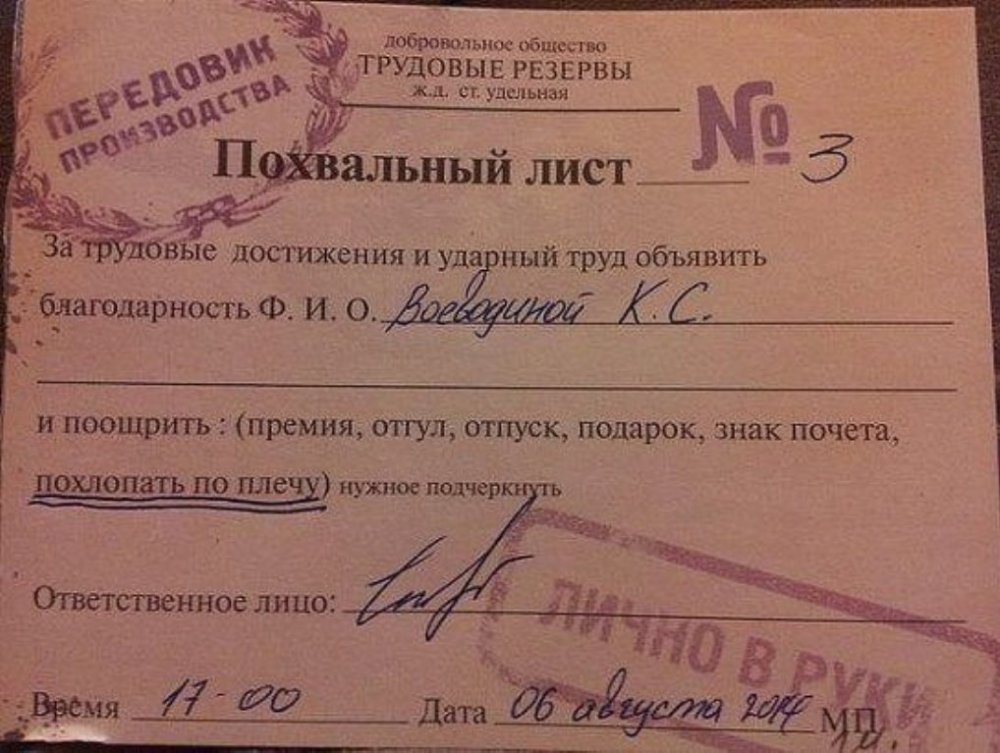 добровольное общество
ТРУДОВЫЕ РЕЗЕРВЫ
ж.д. ст. удельная
ПЕРЕДОВИК
ПРОИЗВОДСТВА
Похвальный лист № 3
За трудовые достижения и ударный труд объявить
благодарность Ф. И. О. Воеводиной К.С.
и поощрить : (премия, отгул, отпуск, подарок, знак почета,
похлопать по плечу) нужное подчеркнуть
Ответственное лицо:
ЛИЧНО В РУКИ
Время 17-00 Дата 06 августа 2014 МП